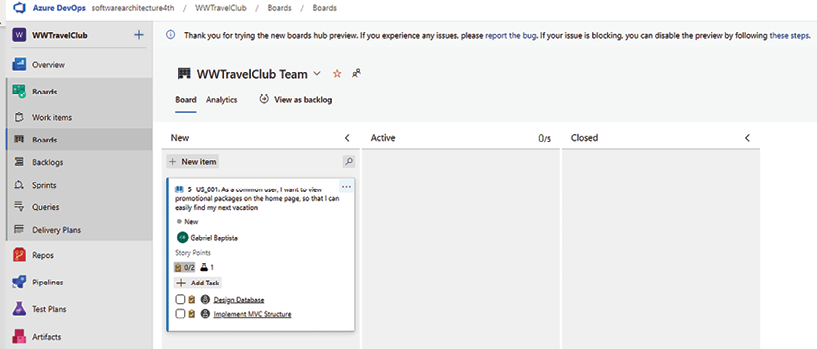 Azure DevOps softwarearchitecture4th / WWTravelClub / Boards / Boards
W WWTravelClub +
Thank you for trying the new boards hub preview. If you experience any issues, please report the bug. If your issue is blocking, you can disable the preview by following these steps.
Overview
Boards
Work items
Boards
Backlogs
Sprints
Queries
Delivery Plans
Repos
Pipelines
Test Plans
Artifacts
WWTravelClub Team
Board Analytics View as backlog
New Active 0/5 Closed
+ New item
5 US_001: As a common user, I want to view
promotional packages on the home page, so that I can
easily find my next vacation
New
Gabriel Baptista
Story Points
0/2 1
+ Add Task
Design Database
Implement MVC Structure